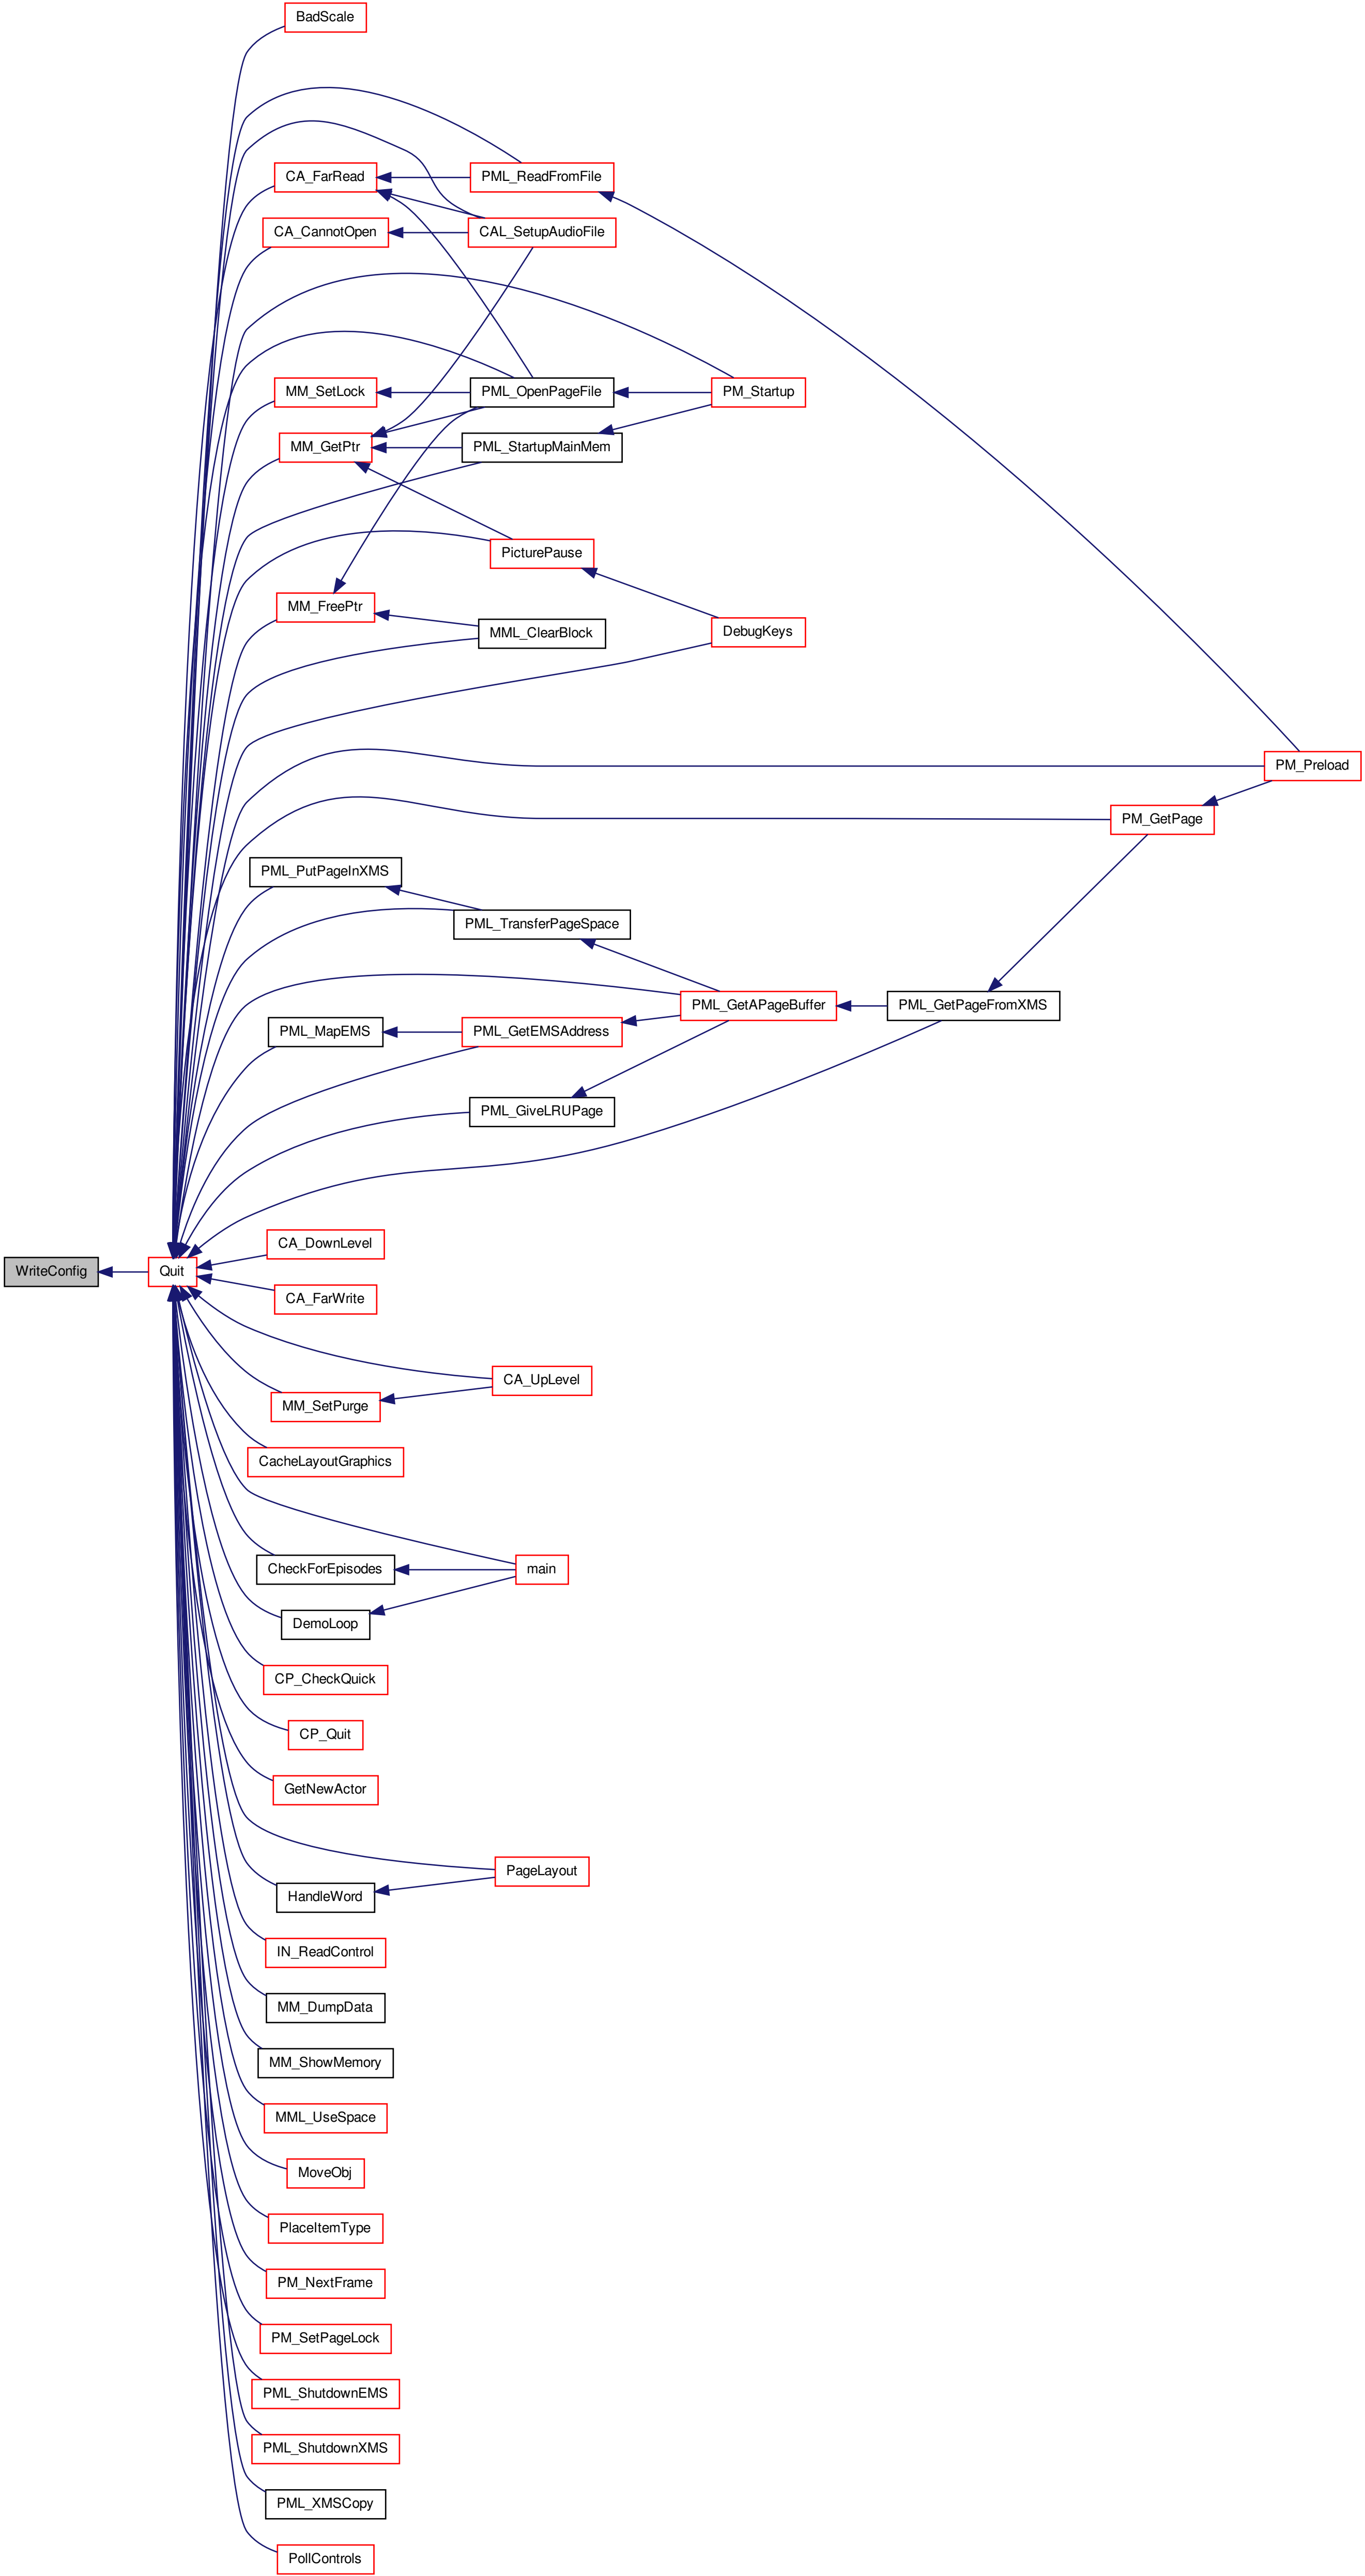 BadScale
CA_FarRead
PML_ReadFromFile
CA_CannotOpen
CAL_SetupAudioFile
MM_SetLock
PML_OpenPageFile
PM_Startup
MM_GetPtr
PML_StartupMainMem
PicturePause
MM_FreePtr
MML_ClearBlock
DebugKeys
PM_Preload
PM_GetPage
PML_PutPageInXMS
PML_TransferPageSpace
PML_GetAPageBuffer
PML_GetPageFromXMS
PML_MapEMS
PML_GetEMSAddress
PML_GiveLRUPage
CA_DownLevel
WriteConfig
Quit
CA_FarWrite
CA_UpLevel
MM_SetPurge
CacheLayoutGraphics
CheckForEpisodes
main
DemoLoop
CP_CheckQuick
CP_Quit
GetNewActor
PageLayout
HandleWord
IN_ReadControl
MM_DumpData
MM_ShowMemory
MML_UseSpace
MoveObj
PlaceItemType
PM_NextFrame
PM_SetPageLock
PML_ShutdownEMS
PML_ShutdownXMS
PML_XMSCopy
PollControls